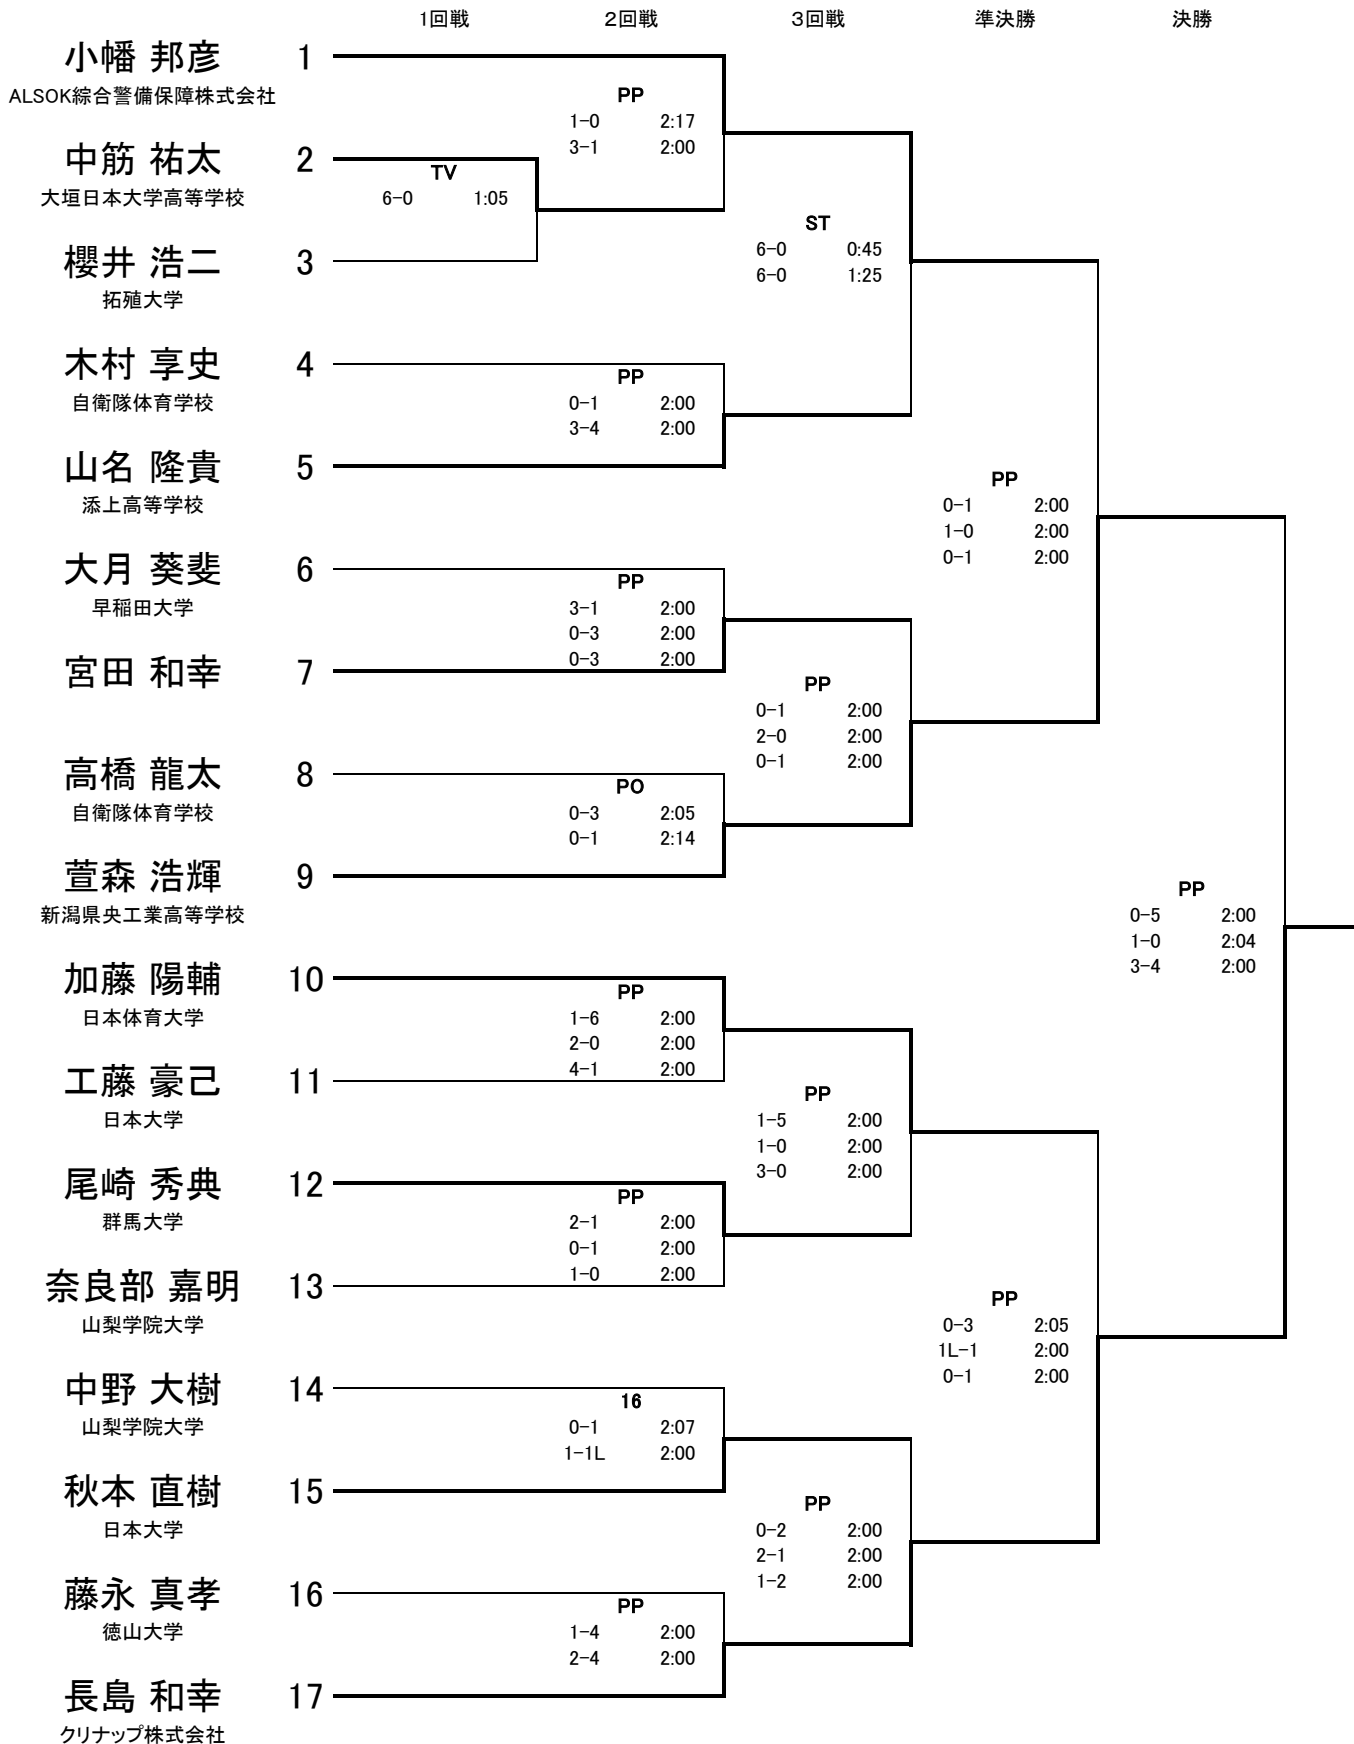 1回戦 2回戦 3回戦 準決勝 決勝
小幡 邦彦 1
ALSOK綜合警備保障株式会社
PP
1-0 2:17
3-1 2:00
中筋 祐太 2
大垣日本大学高等学校
TV
6-0 1:05
櫻井 浩二 3
拓殖大学
ST
6-0 0:45
6-0 1:25
木村 享史 4
自衛隊体育学校
PP
0-1 2:00
3-4 2:00
山名 隆貴 5
添上高等学校
PP
0-1 2:00
1-0 2:00
0-1 2:00
大月 葵斐 6
早稲田大学
PP
3-1 2:00
0-3 2:00
0-3 2:00
宮田 和幸 7
PP
0-1 2:00
2-0 2:00
0-1 2:00
高橋 龍太 8
自衛隊体育学校
PO
0-3 2:05
0-1 2:14
萱森 浩輝 9
新潟県央工業高等学校
PP
0-5 2:00
1-0 2:04
3-4 2:00
加藤 陽輔 10
日本体育大学
PP
1-6 2:00
2-0 2:00
4-1 2:00
工藤 豪己 11
日本大学
PP
1-5 2:00
1-0 2:00
3-0 2:00
尾崎 秀典 12
群馬大学
PP
2-1 2:00
0-1 2:00
1-0 2:00
奈良部 嘉明 13
山梨学院大学
PP
0-3 2:05
1L-1 2:00
0-1 2:00
中野 大樹 14
山梨学院大学
16
0-1 2:07
1-1L 2:00
秋本 直樹 15
日本大学
PP
0-2 2:00
2-1 2:00
1-2 2:00
藤永 真孝 16
徳山大学
PP
1-4 2:00
2-4 2:00
長島 和幸 17
クリナップ株式会社